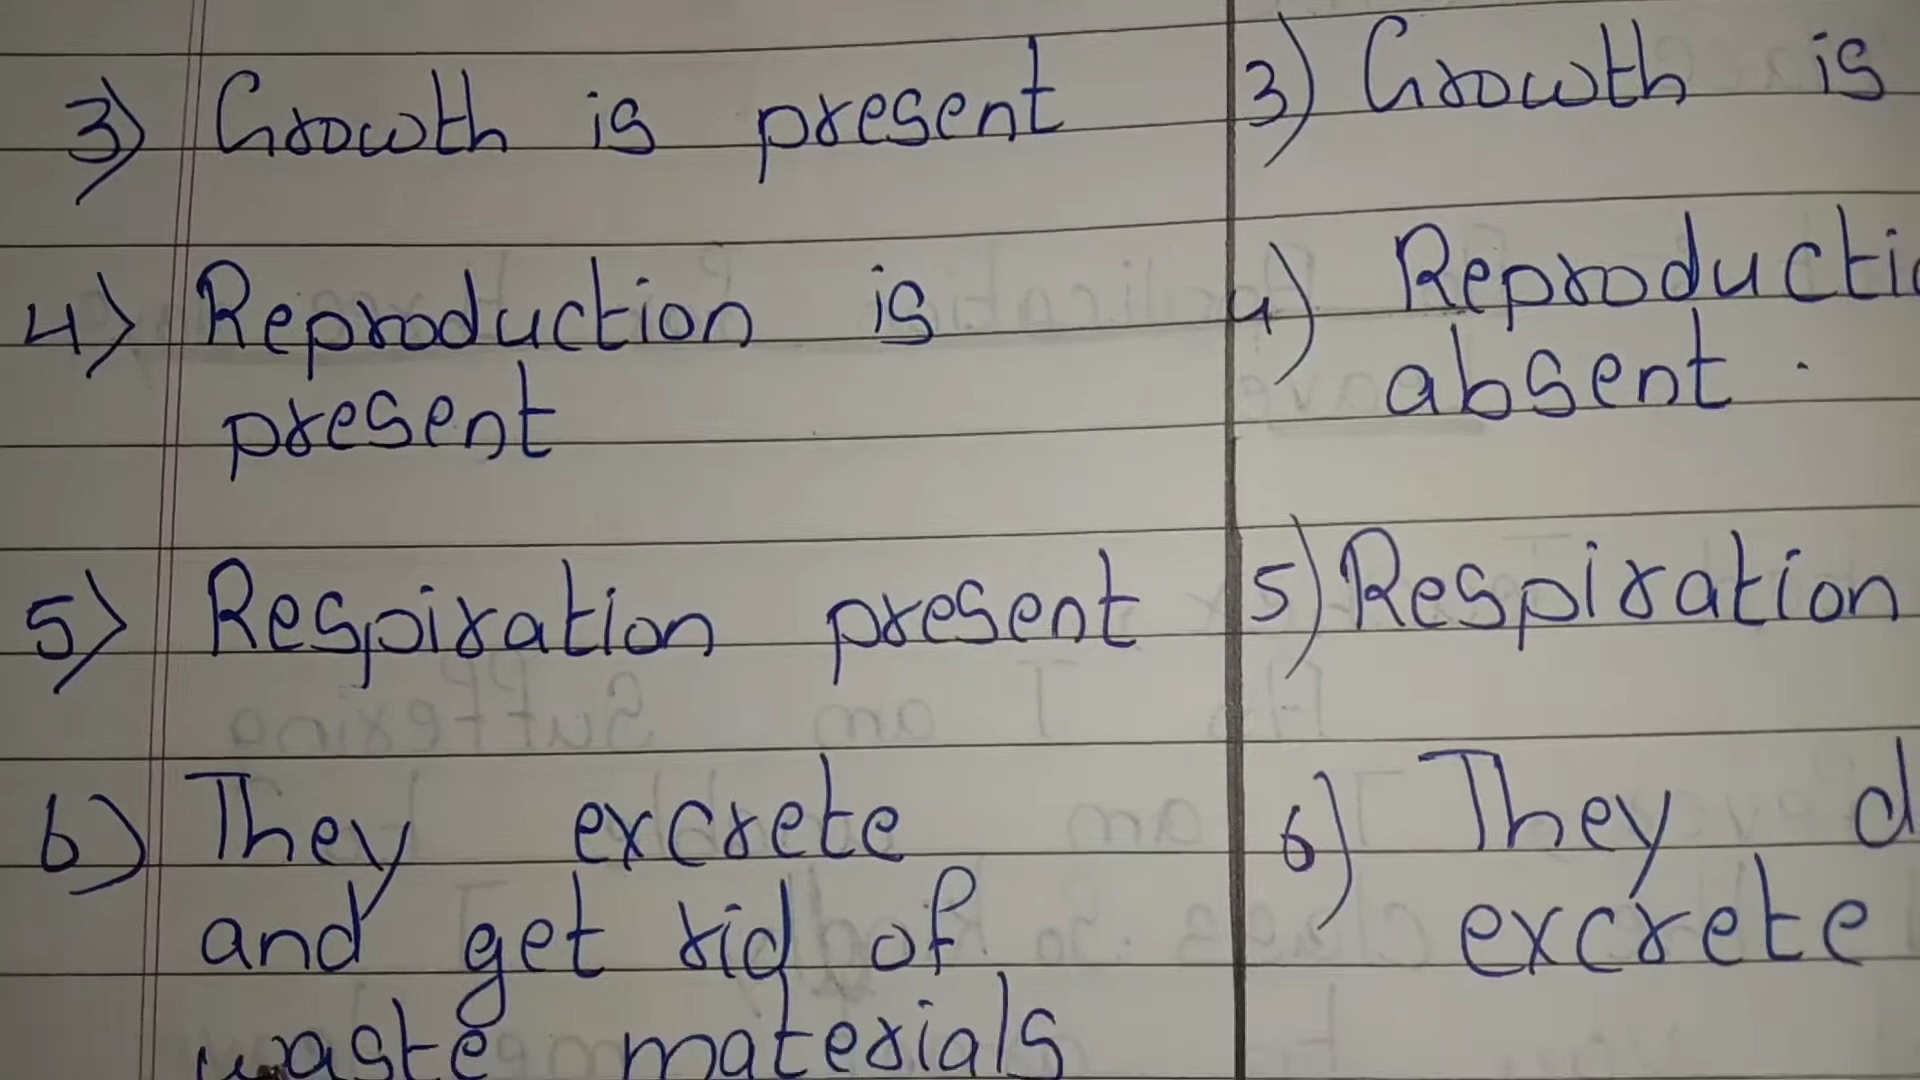 3) Growth is present
4) Reproduction is
present
5) Respiration present
6) They excrete
and get rid of
waste materials
3) Growth is
4) Reproducti
absent.
5) Respiration
6) They d
excrete